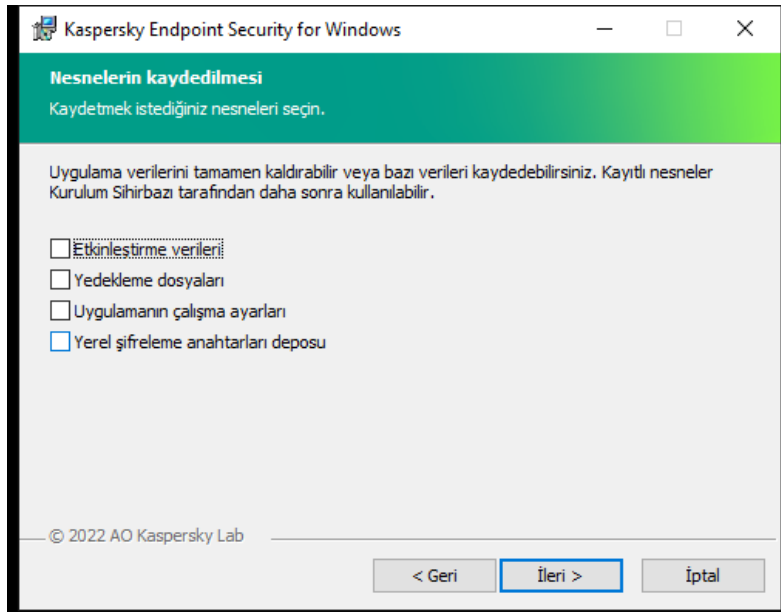 Kaspersky Endpoint Security for Windows
Nesnelerin kaydedilmesi
Kaydetmek istediğiniz nesneleri seçin.
Uygulama verilerini tamamen kaldırabilir veya bazı verileri kaydedebilirsiniz. Kayıtlı nesneler
Kurulum Sihirbazı tarafından daha sonra kullanılabilir.
Etkinleştirme verileri
Yedekleme dosyaları
Uygulamanın çalışma ayarları
Yerel şifreleme anahtarları deposu
© 2022 AO Kaspersky Lab
< Geri
İleri >
İptal